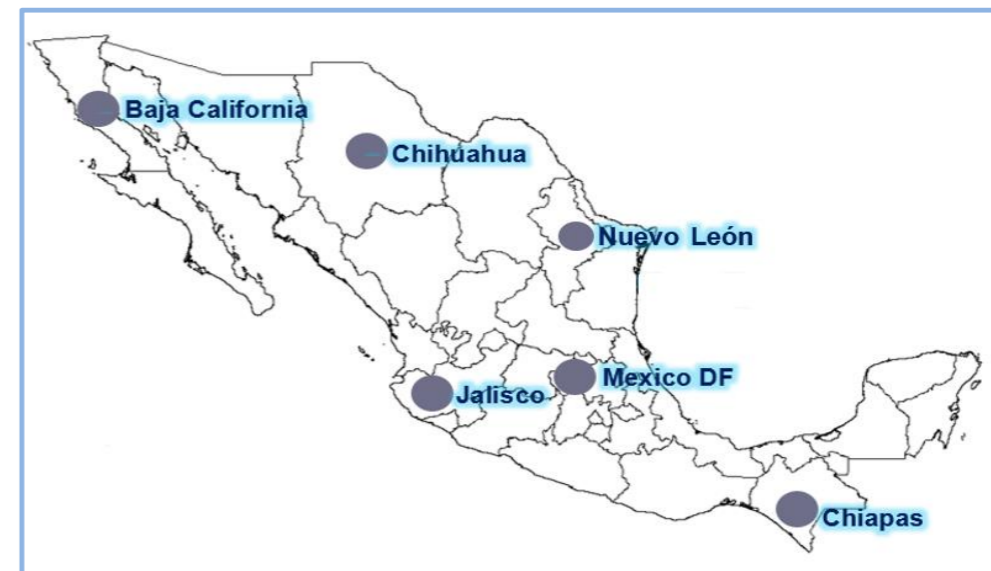 Baja California
Chihuahua
Nuevo León
Mexico DF
Jalisco
Chiapas